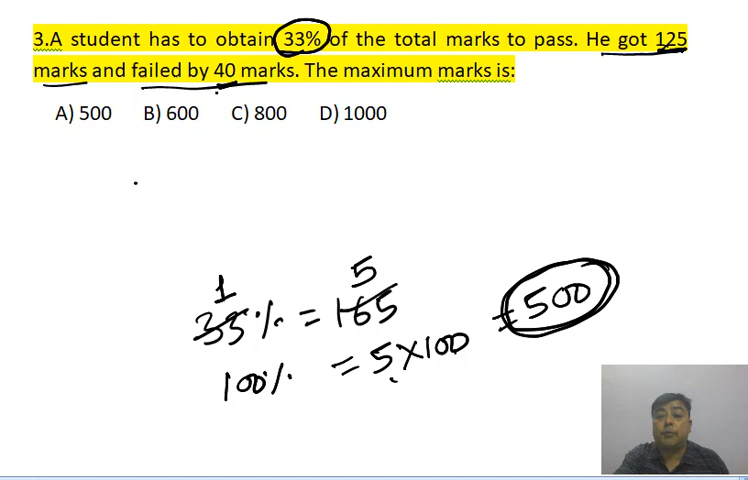 3.A student has to obtain 33% of the total marks to pass. He got 125
marks and failed by 40 marks. The maximum marks is:
A) 500 B) 600 C) 800 D) 1000
1 5
33% = 165
100% = 5×100 = 500